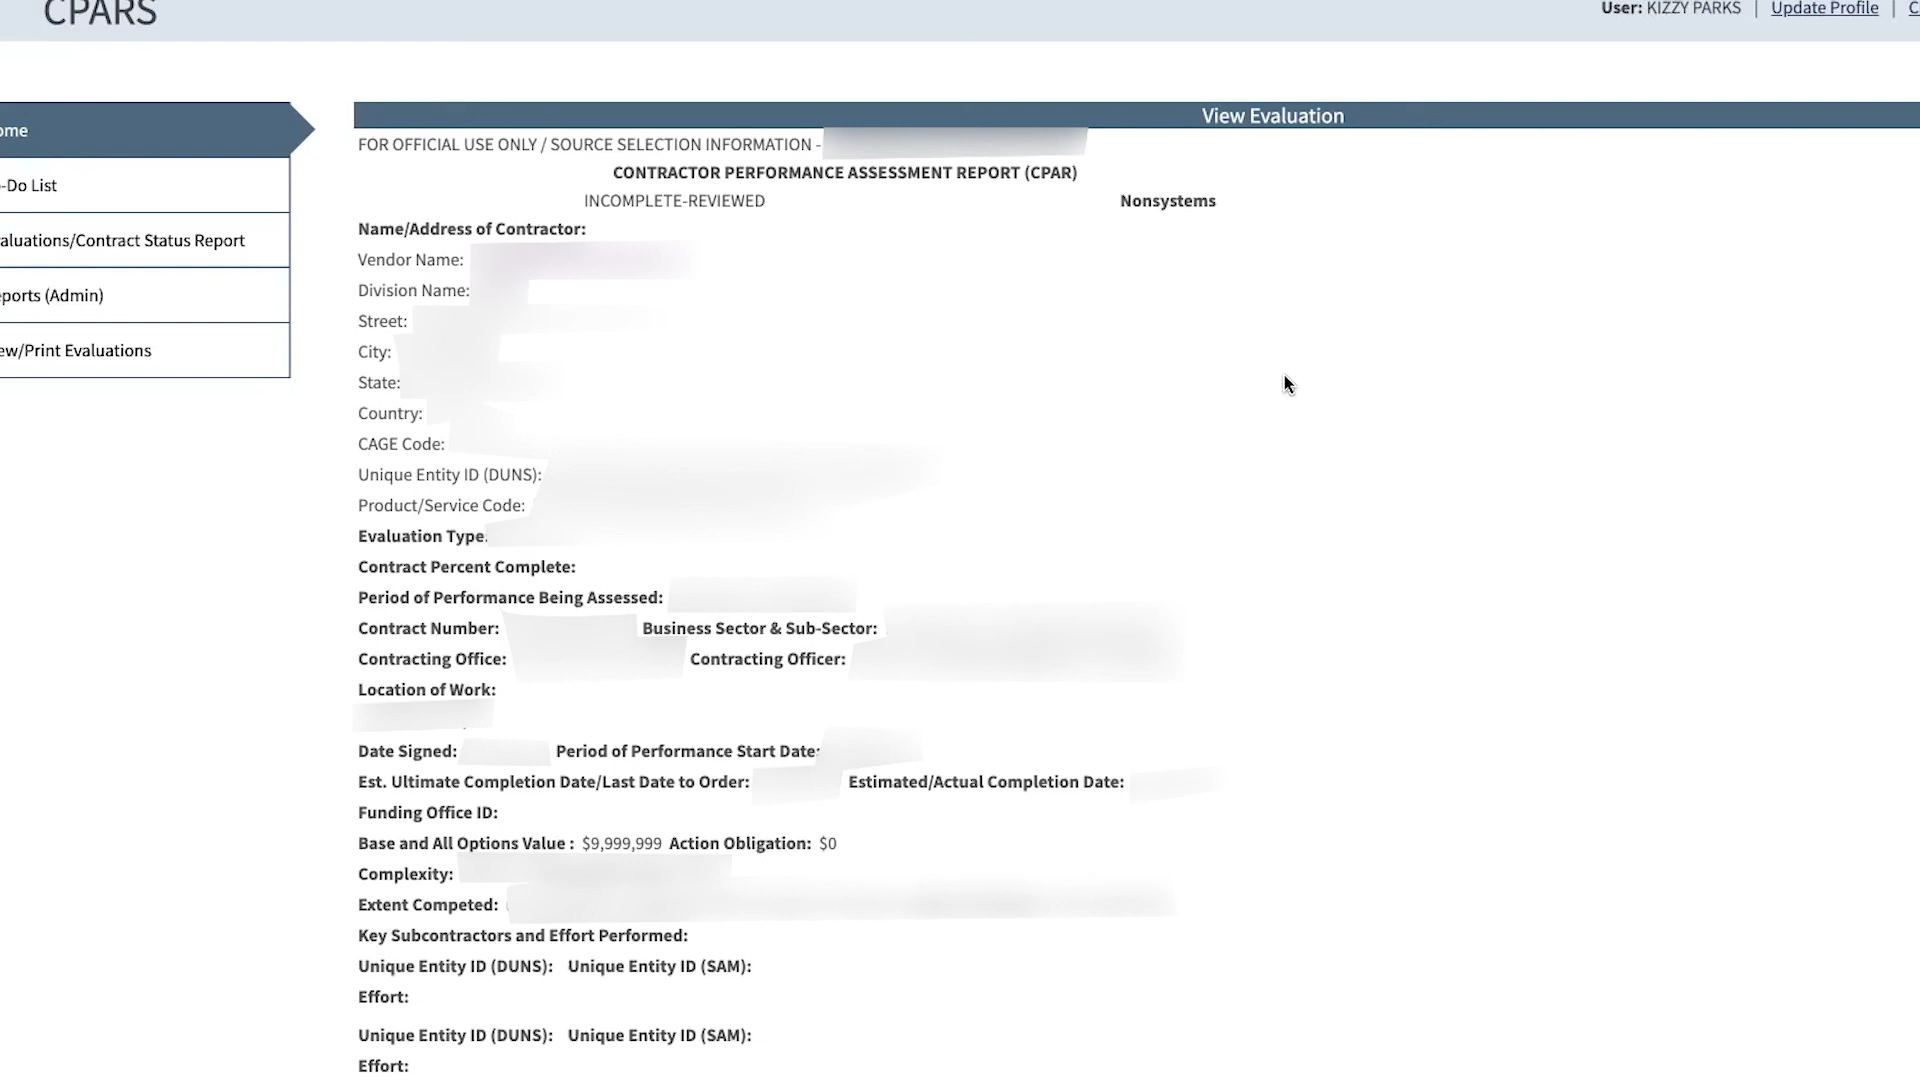 CPARS
User: KIZZY PARKS | Update Profile |
ome
-Do List
aluations/Contract Status Report
ports (Admin)
ew/Print Evaluations
View Evaluation
FOR OFFICIAL USE ONLY / SOURCE SELECTION INFORMATION -
CONTRACTOR PERFORMANCE ASSESSMENT REPORT (CPAR)
INCOMPLETE-REVIEWED Nonsystems
Name/Address of Contractor:
Vendor Name:
Division Name:
Street:
City:
State:
Country:
CAGE Code:
Unique Entity ID (DUNS):
Product/Service Code:
Evaluation Type:
Contract Percent Complete:
Period of Performance Being Assessed:
Contract Number: Business Sector & Sub-Sector:
Contracting Office: Contracting Officer:
Location of Work:
Date Signed: Period of Performance Start Date:
Est. Ultimate Completion Date/Last Date to Order: Estimated/Actual Completion Date:
Funding Office ID:
Base and All Options Value : $9,999,999 Action Obligation: $0
Complexity:
Extent Competed:
Key Subcontractors and Effort Performed:
Unique Entity ID (DUNS): Unique Entity ID (SAM):
Effort:
Unique Entity ID (DUNS): Unique Entity ID (SAM):
Effort: